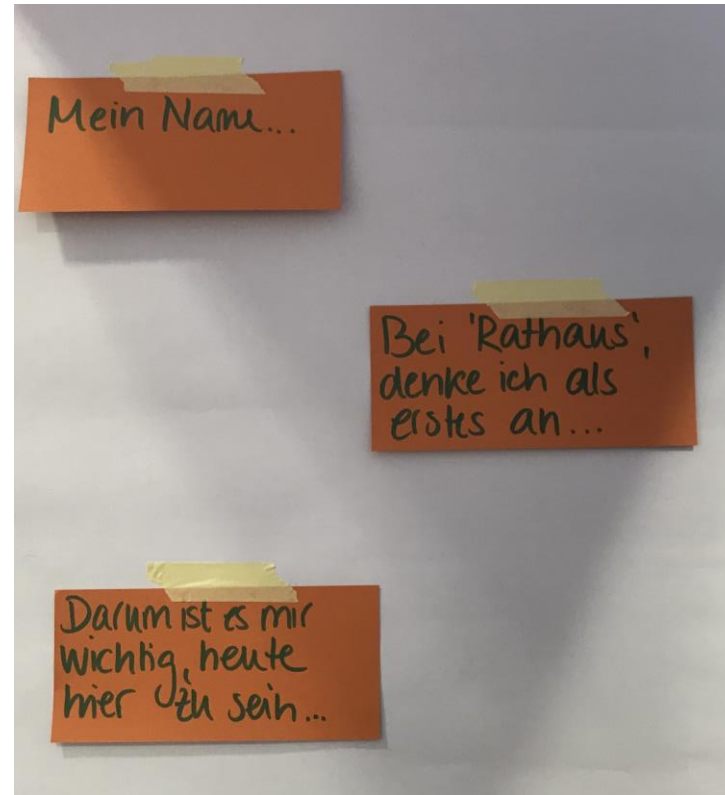 Mein Name...
Bei 'Rathaus',
denke ich als
erstes an...
Darum ist es mir
wichtig, heute
hier zu sein...